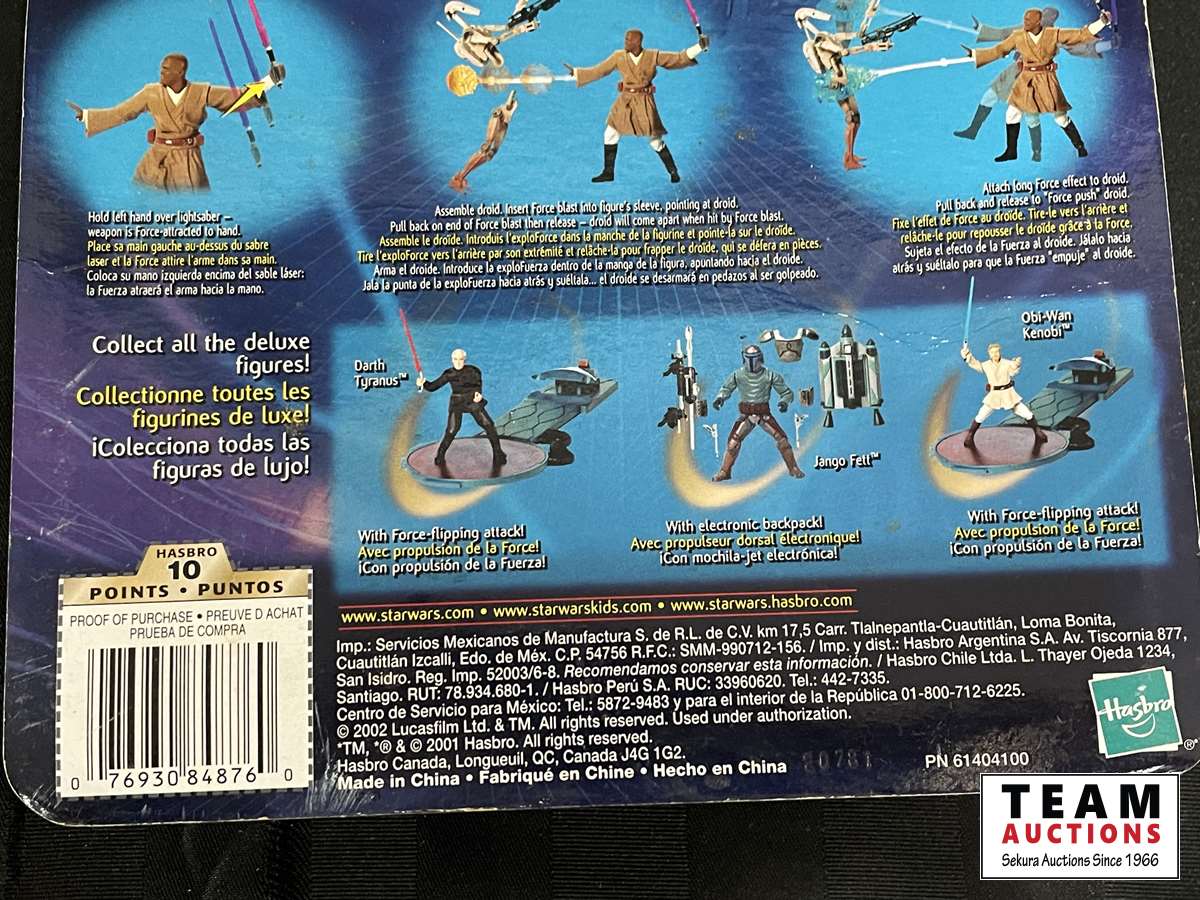 Hold left hand over lightsaber –
weapon is Force-attracted to hand.
Place sa main gauche au-dessus du sabre
laser et la Force attire l'arme dans sa main.
Coloca su mano izquierda encima del sable láser:
la Fuerza atraerá el arma hacia la mano.
Assemble droid. Insert Force blast into figure's sleeve, pointing at droid.
Pull back on end of Force blast then release – droid will come apart when hit by Force blast.
Assemble le droïde. Introduis l'exploForce dans la manche de la figurine et pointe-la sur le droïde.
Tire l'exploForce vers l'arrière par son extrémité et relâche-la pour frapper le droïde, qui se défera en pièces.
Arma el droide. Introduce la exploFuerza dentro de la manga de la figura, apuntando hacia el droide.
Jala la punta de la exploFuerza hacia atrás y suéltala... el droide se desarmará en pedazos al ser golpeado.
Attach long Force effect to droid.
Pull back and release to "Force push" droid.
Fixe l'effet de Force au droïde. Tire-le vers l'arrière et
relâche-le pour repousser le droïde grâce à la Force.
Sujeta el efecto de la Fuerza al droide. Jálalo hacia
atrás y suéltalo para que la Fuerza "empuje" al droide.
Collect all the deluxe
figures!
Collectionne toutes les
figurines de luxe!
¡Colecciona todas las
figuras de lujo!
Darth
Tyranus™
With Force-flipping attack!
Avec propulsion de la Force!
¡Con propulsión de la Fuerza!
Jango Fett™
With electronic backpack!
Avec propulseur dorsal électronique!
¡Con mochila-jet electrónica!
Obi-Wan
Kenobi™
With Force-flipping attack!
Avec propulsion de la Force!
¡Con propulsión de la Fuerza!
HASBRO
10
POINTS • PUNTOS
PROOF OF PURCHASE • PREUVE D ACHAT
PRUEBA DE COMPRA
0 76930 84876 0
www.starwars.com • www.starwarskids.com • www.starwars.hasbro.com
Imp.: Servicios Mexicanos de Manufactura S. de R.L. de C.V. km 17,5 Carr. Tlalnepantla-Cuautitlán, Loma Bonita,
Cuautitlán Izcalli, Edo. de Méx. C.P. 54756 R.F.C.: SMM-990712-156. / Imp. y dist.: Hasbro Argentina S.A. Av. Tiscornia 877,
San Isidro. Reg. Imp. 52003/6-8. Recomendamos conservar esta información. / Hasbro Chile Ltda. L. Thayer Ojeda 1234,
Santiago. RUT: 78.934.680-1. / Hasbro Perú S.A. RUC: 33960620. Tel.: 442-7335.
Centro de Servicio para México: Tel.: 5872-9483 y para el interior de la República 01-800-712-6225.
© 2002 Lucasfilm Ltd. & TM. All rights reserved. Used under authorization.
*TM, *® & © 2001 Hasbro. All rights reserved.
Hasbro Canada, Longueuil, QC, Canada J4G 1G2.
Made in China • Fabriqué en Chine • Hecho en China
PN 61404100
Hasbro
®*
TEAM
AUCTIONS
Sekura Auctions Since 1966